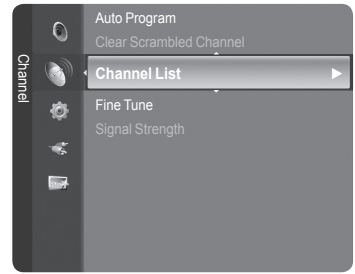 Channel
Auto Program
Clear Scrambled Channel
Channel List
Fine Tune
Signal Strength